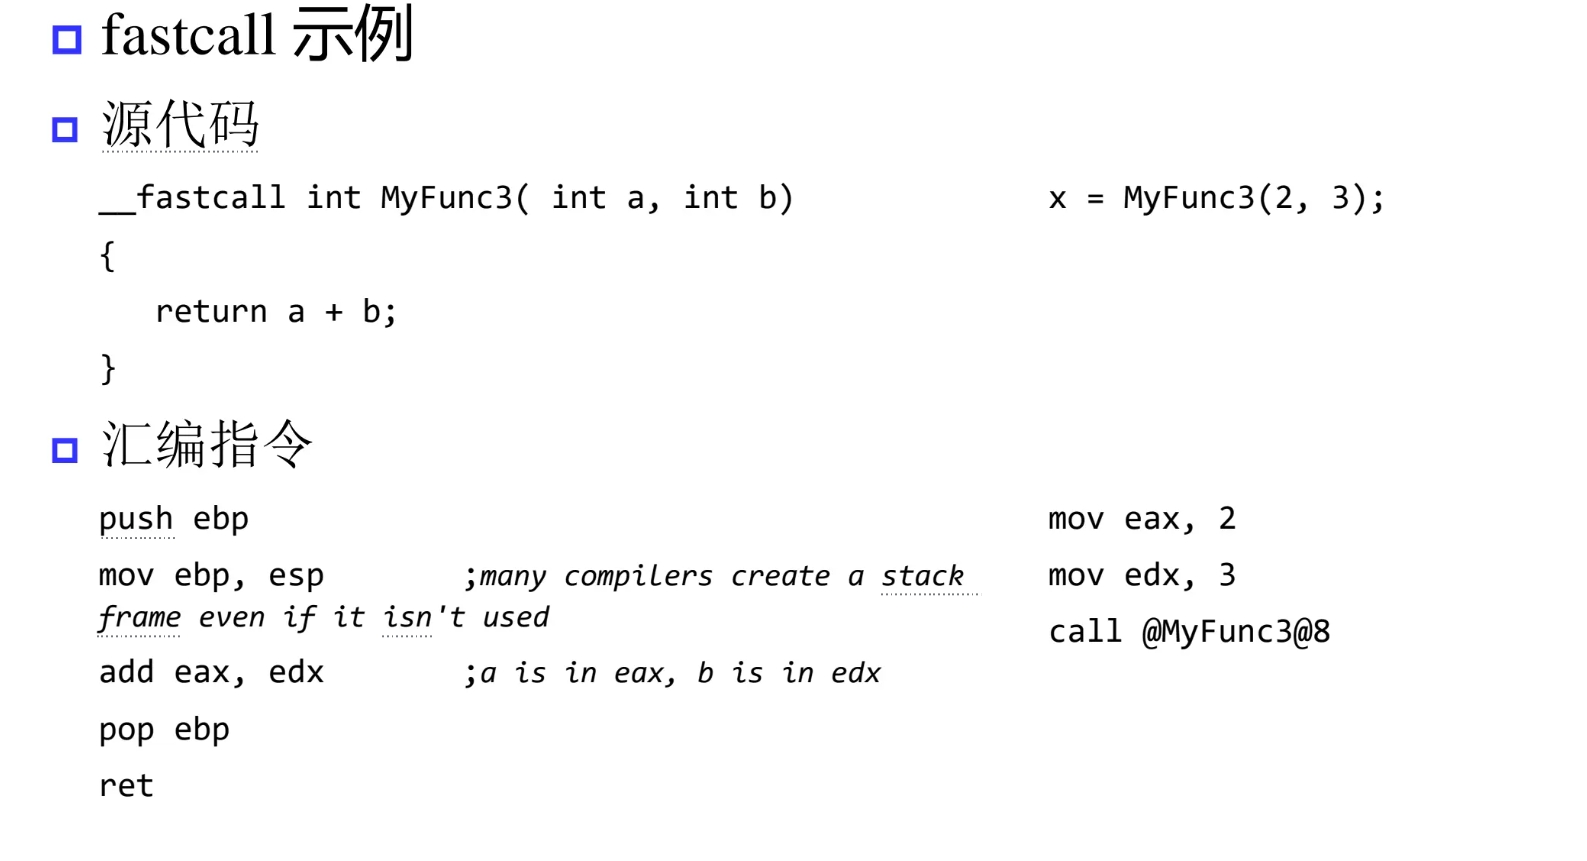 fastcall 示例
源代码
__fastcall int MyFunc3( int a, int b)
{
return a + b;
}
x = MyFunc3(2, 3);
汇编指令
push ebp
mov ebp, esp ;many compilers create a stack
frame even if it isn't used
add eax, edx ;a is in eax, b is in edx
pop ebp
ret
mov eax, 2
mov edx, 3
call @MyFunc3@8